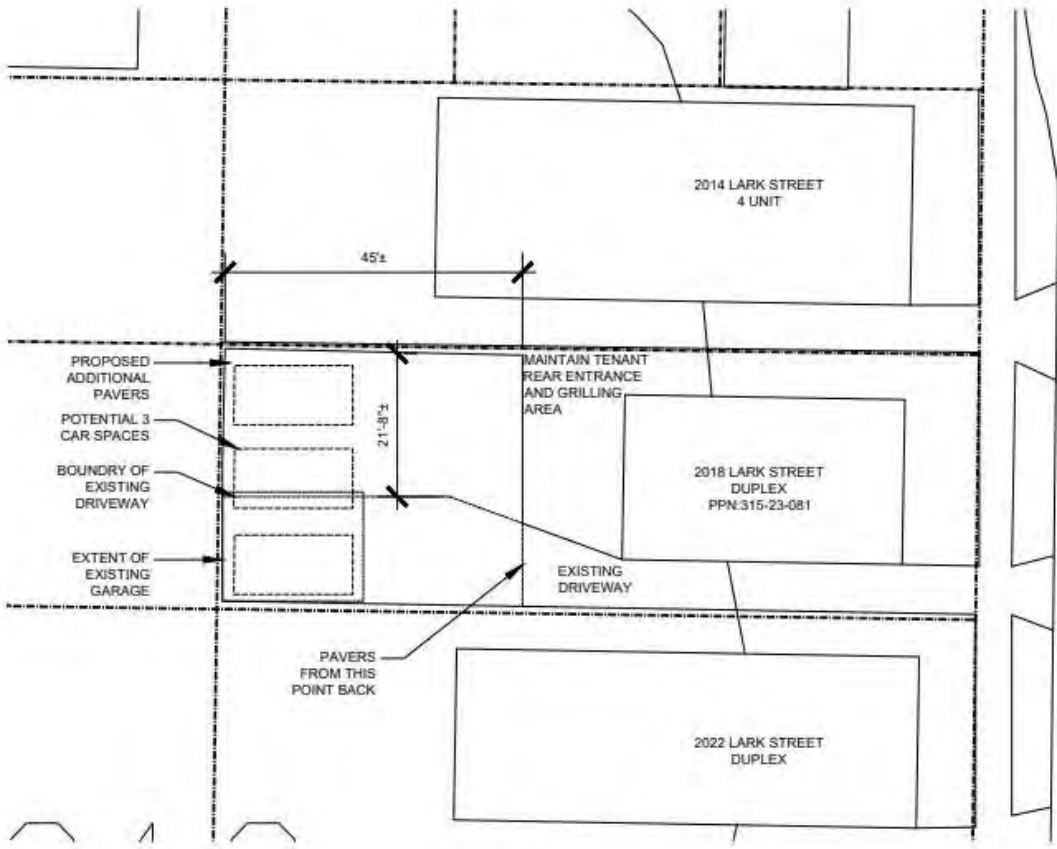 2014 LARK STREET
4 UNIT
45'±
PROPOSED
ADDITIONAL
PAVERS
POTENTIAL 3
CAR SPACES
BOUNDRY OF
EXISTING
DRIVEWAY
EXTENT OF
EXISTING
GARAGE
21'-8"±
MAINTAIN TENANT
REAR ENTRANCE
AND GRILLING
AREA
2018 LARK STREET
DUPLEX
PPN:315-23-081
EXISTING
DRIVEWAY
PAVERS
FROM THIS
POINT BACK
2022 LARK STREET
DUPLEX